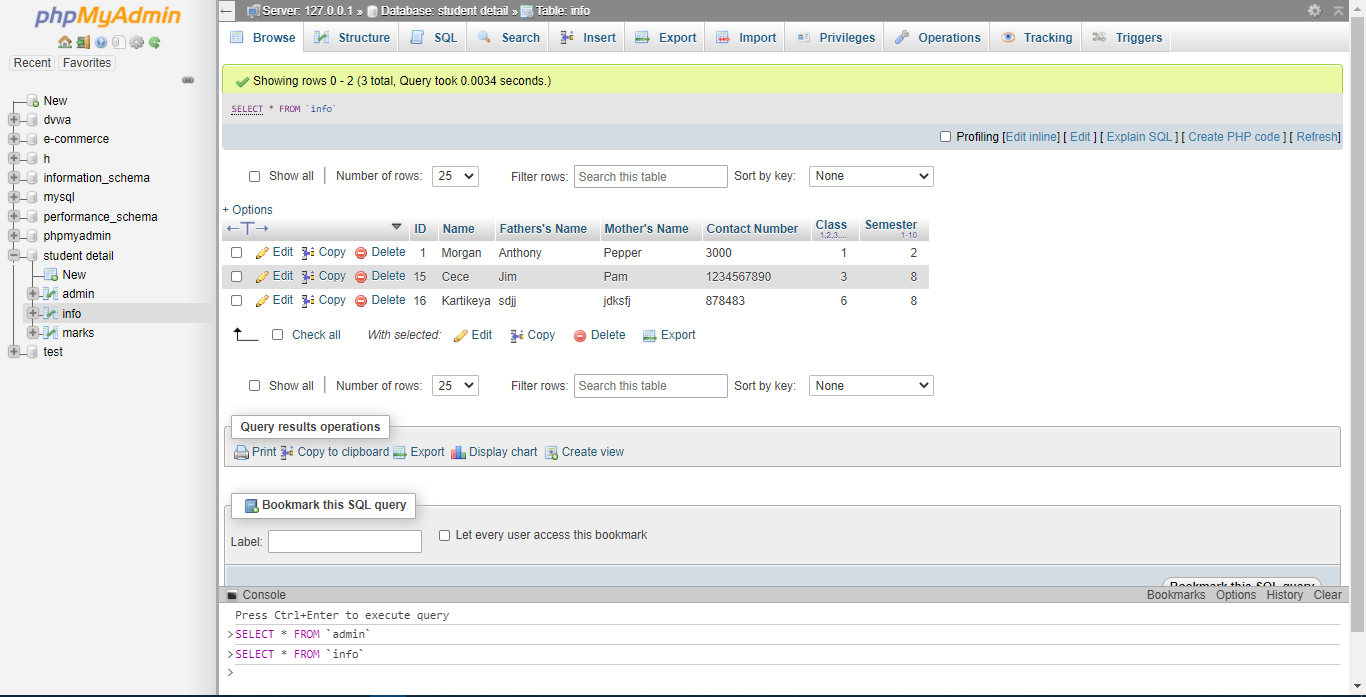 phpMyAdmin
Recent Favorites
New
dvwa
e-commerce
h
information_schema
mysql
performance_schema
phpmyadmin
student detail
New
admin
info
marks
test
Server: 127.0.0.1 » Database: student detail » Table: info
Browse Structure SQL Search Insert Export Import Privileges Operations Tracking Triggers
Showing rows 0 - 2 (3 total, Query took 0.0034 seconds.)
SELECT * FROM `info`
Profiling [Edit inline] [ Edit ] [ Explain SQL ] [ Create PHP code ] [ Refresh]
Show all Number of rows: 25 Filter rows: Search this table Sort by key: None
+ Options
←T→ ID Name Fathers's Name Mother's Name Contact Number Class Semester
1,2,3.... 1-10
Edit Copy Delete 1 Morgan Anthony Pepper 3000 1 2
Edit Copy Delete 15 Cece Jim Pam 1234567890 3 8
Edit Copy Delete 16 Kartikeya sdjj jdksfj 878483 6 8
Check all With selected: Edit Copy Delete Export
Show all Number of rows: 25 Filter rows: Search this table Sort by key: None
Query results operations
Print Copy to clipboard Export Display chart Create view
Bookmark this SQL query
Label: Let every user access this bookmark
Bookmark this SQL query
Console Bookmarks Options History Clear
Press Ctrl+Enter to execute query
>SELECT * FROM `admin`
>SELECT * FROM `info`
>